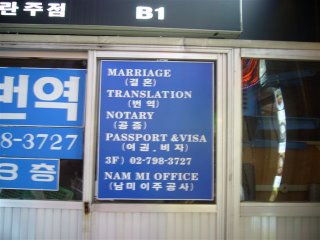 란주점
B1
번역
8-3727
3층
MARRIAGE
(결혼)
TRANSLATION
(번역)
NOTARY
(공증)
PASSPORT & VISA
(여권, 비자)
3F) 02-798-3727
NAM MI OFFICE
(남미이주공사)